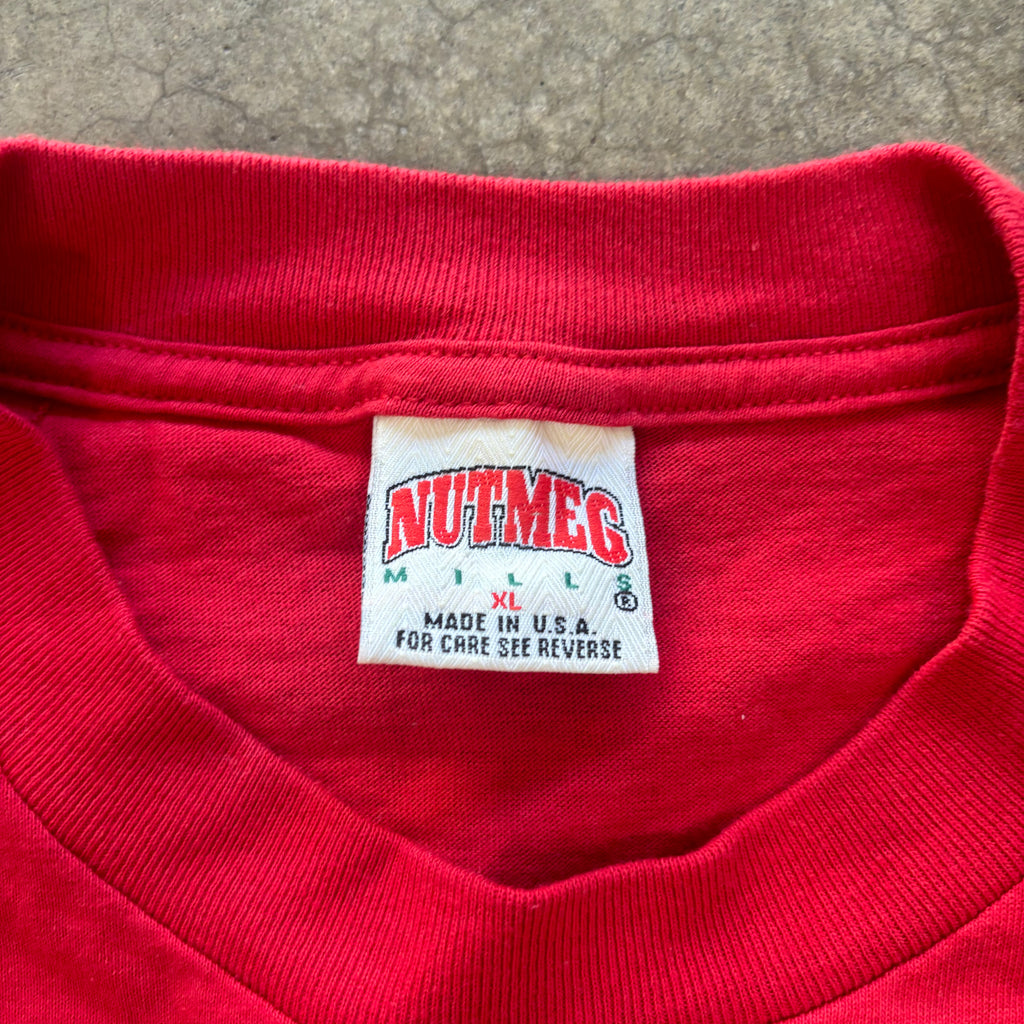 NUTMEG
MILLS
®
XL
MADE IN U.S.A.
FOR CARE SEE REVERSE